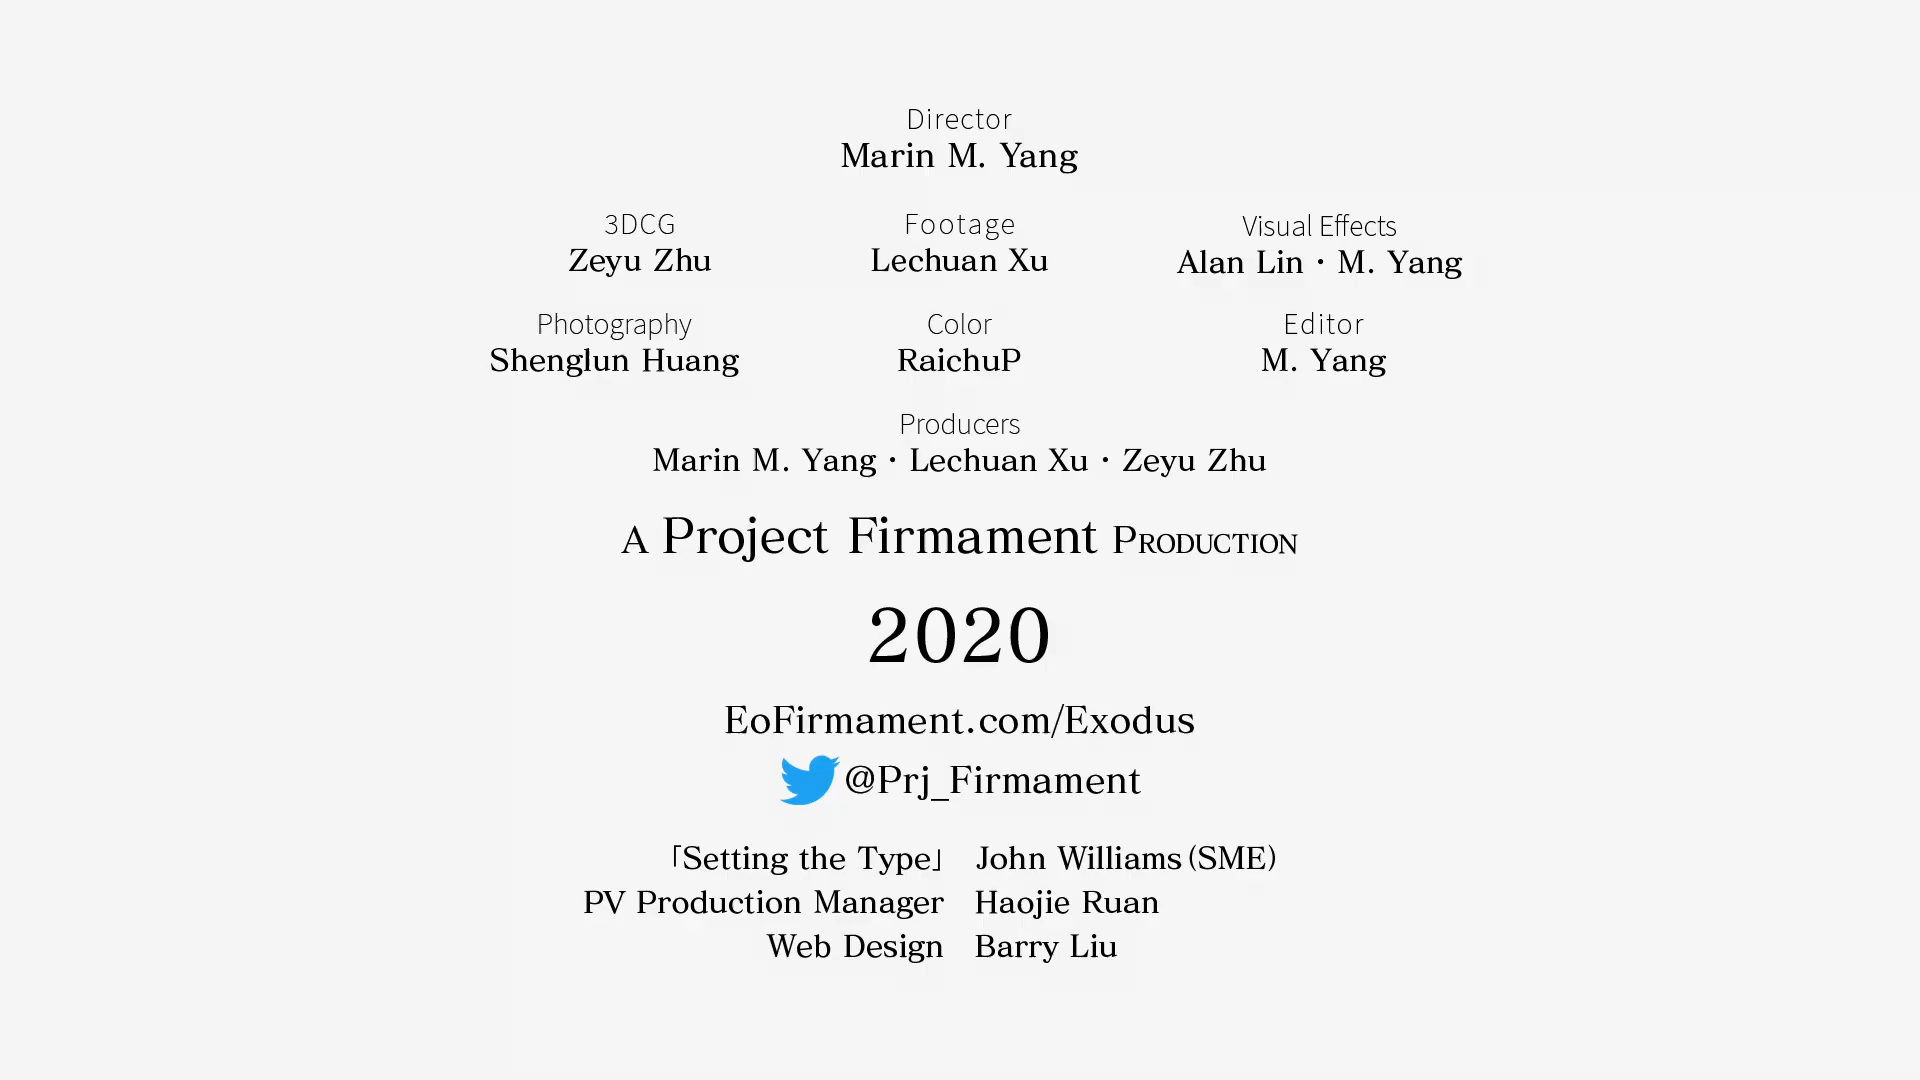 Director
Marin M. Yang
3DCG
Zeyu Zhu
Footage
Lechuan Xu
Visual Effects
Alan Lin・M. Yang
Photography
Shenglun Huang
Color
RaichuP
Editor
M. Yang
Producers
Marin M. Yang・Lechuan Xu・Zeyu Zhu
A Project Firmament PRODUCTION
2020
EoFirmament.com/Exodus
@Prj_Firmament
「Setting the Type」 John Williams (SME)
PV Production Manager Haojie Ruan
Web Design Barry Liu